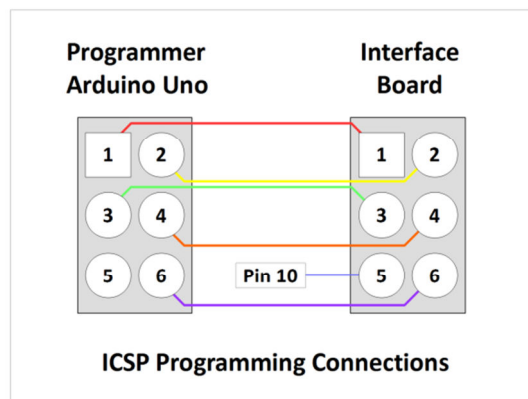 Programmer
Arduino Uno
Interface
Board
1 2
1 2
3 4
3 4
5 6
Pin 10
5 6
ICSP Programming Connections